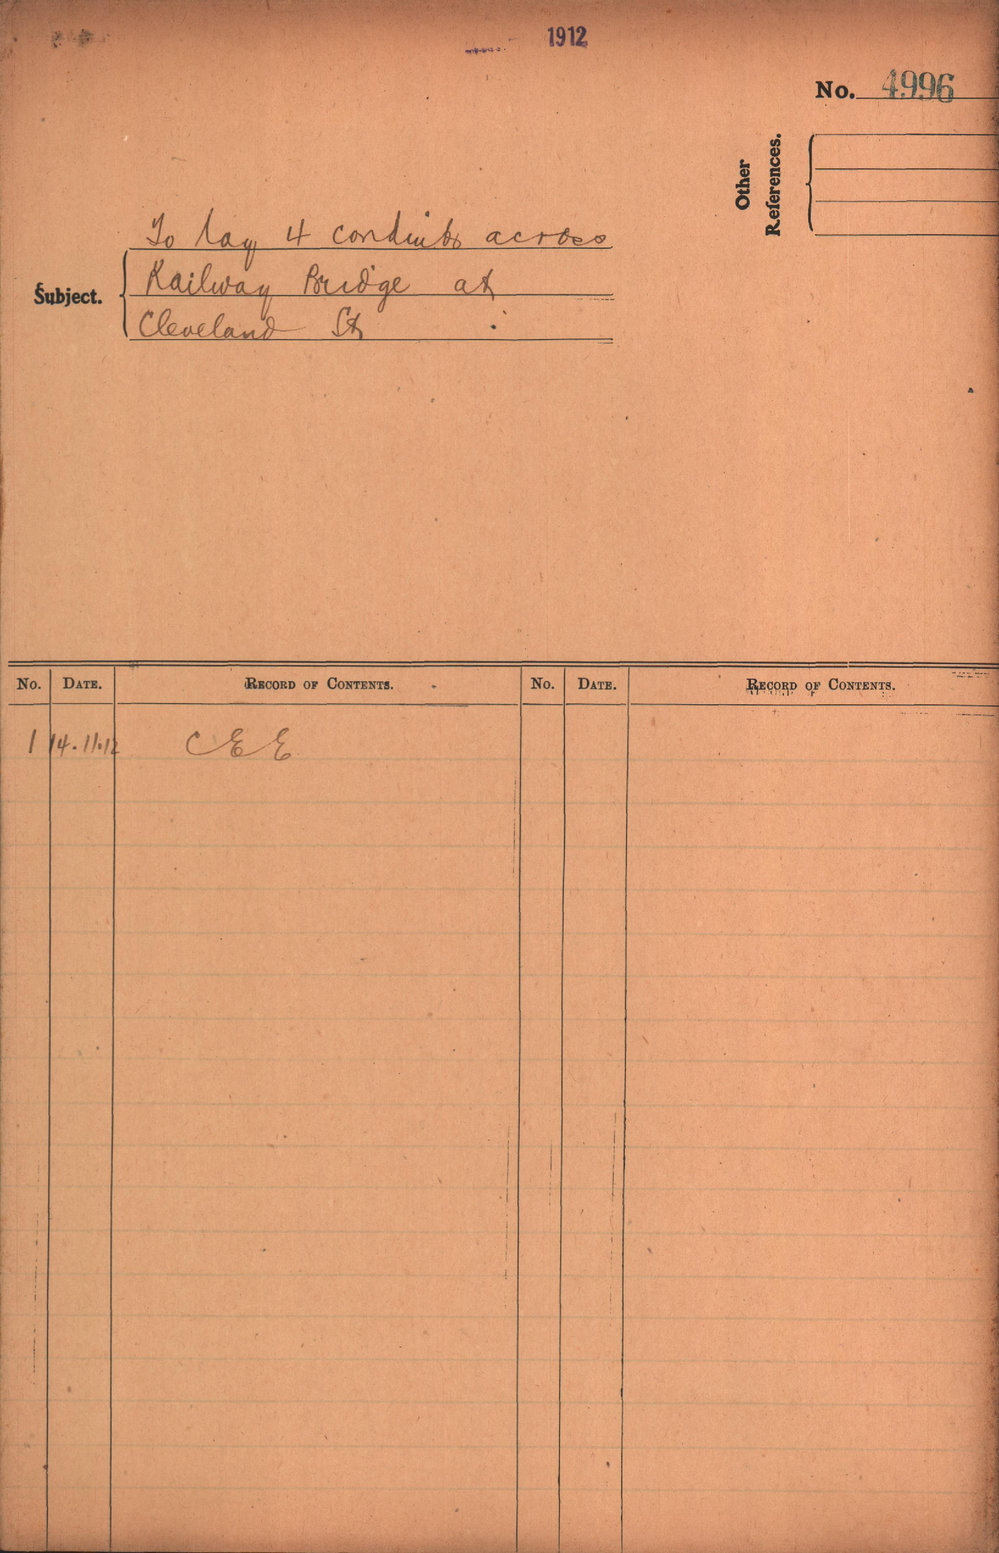 1912
No. 4996
Other
References.
To lay 4 conduits across
Subject. Railway Bridge at
Cleveland St
No. DATE. RECORD OF CONTENTS. No. DATE. RECORD OF CONTENTS.
1 14.11.12 CEE